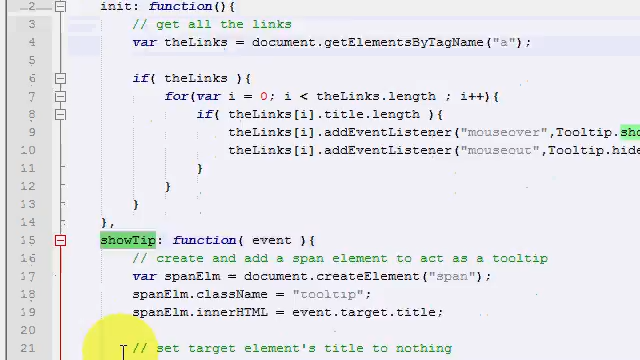 2 init: function(){
3 // get all the links
4 var theLinks = document.getElementsByTagName("a");
5
6 if( theLinks ){
7 for(var i = 0; i < theLinks.length ; i++){
8 if( theLinks[i].title.length ){
9 theLinks[i].addEventListener("mouseover",Tooltip.sho
10 theLinks[i].addEventListener("mouseout",Tooltip.hide
11 }
12 }
13 }
14 },
15 showTip: function( event ){
16 // create and add a span element to act as a tooltip
17 var spanElm = document.createElement("span");
18 spanElm.className = "tooltip";
19 spanElm.innerHTML = event.target.title;
20
21 // set target element's title to nothing